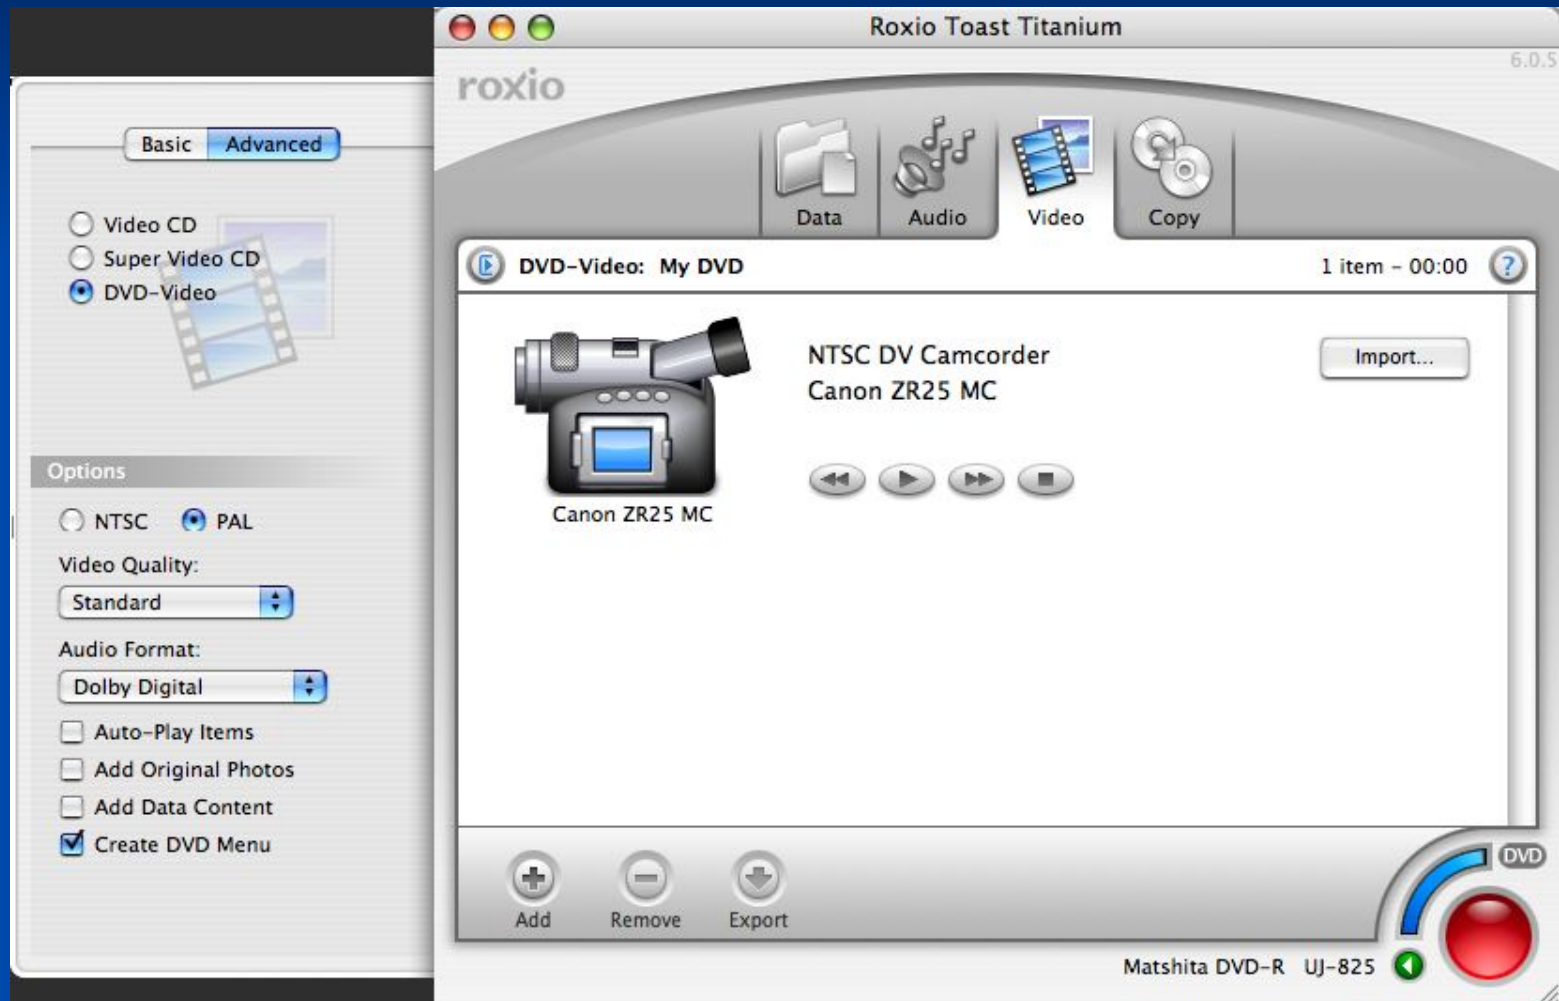 Roxio Toast Titanium
6.0.5
roxio
Basic Advanced
Video CD
Super Video CD
DVD-Video
Data Audio Video Copy
DVD-Video: My DVD
1 item - 00:00 ?
NTSC DV Camcorder
Canon ZR25 MC
Import...
Canon ZR25 MC
Options
NTSC PAL
Video Quality:
Standard
Audio Format:
Dolby Digital
Auto-Play Items
Add Original Photos
Add Data Content
Create DVD Menu
Add Remove Export
DVD
Matshita DVD-R UJ-825